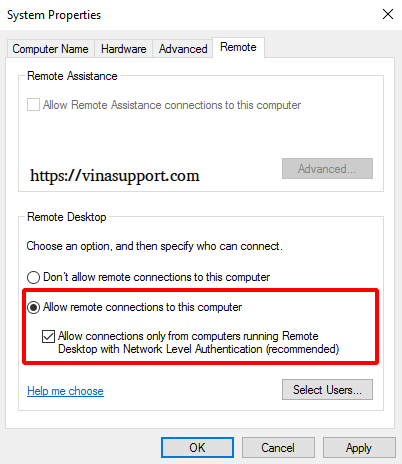 System Properties
Computer Name Hardware Advanced Remote
Remote Assistance
Allow Remote Assistance connections to this computer
https://vinasupport.com
Advanced...
Remote Desktop
Choose an option, and then specify who can connect.
Don't allow remote connections to this computer
Allow remote connections to this computer
Allow connections only from computers running Remote
Desktop with Network Level Authentication (recommended)
Help me choose
Select Users...
OK Cancel Apply